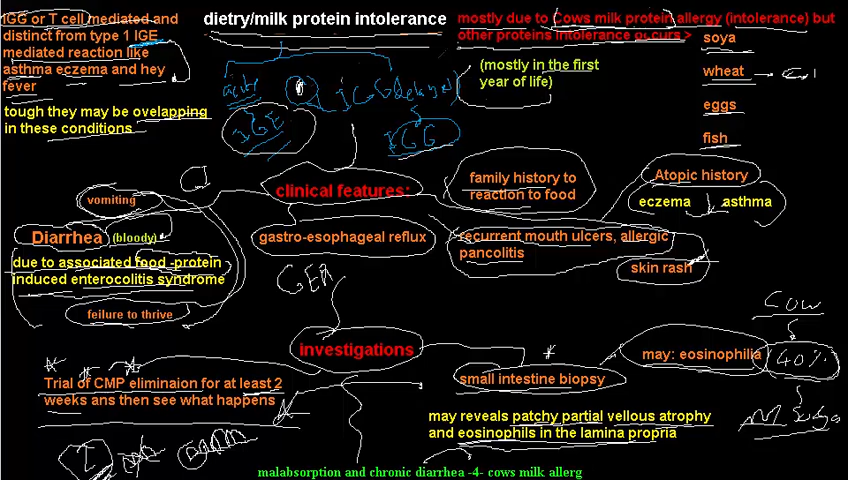 IGG or T cell mediated and
distinct from type 1 IGE
mediated reaction like
asthma eczema and hey
fever
tough they may be ovelapping
in these conditions
dietry/milk protein intolerance
mostly due to Cows milk protein allergy (intolerance) but
other proteins intolerance occurs >
soya
wheat
eggs
fish
(mostly in the first
year of life)
IGE
IGG
clinical features:
family history to
reaction to food
Atopic history
eczema
asthma
vomiting
Diarrhea (bloody)
due to associated food -protein
induced enterocolitis syndrome
feilure to thrive
gastro-esophageal reflux
GER
recurrent mouth ulcers, allergic
pancolitis
skin rash
investigations
Trial of CMP eliminaion for at least 2
weeks ans then see what happens
small intestine biopsy
may: eosinophilia
may reveals patchy partial vellous atrophy
and eosinophils in the lamina propria
Cow
40%
Soya
malabsorption and chronic diarrhea -4- cows milk allerg